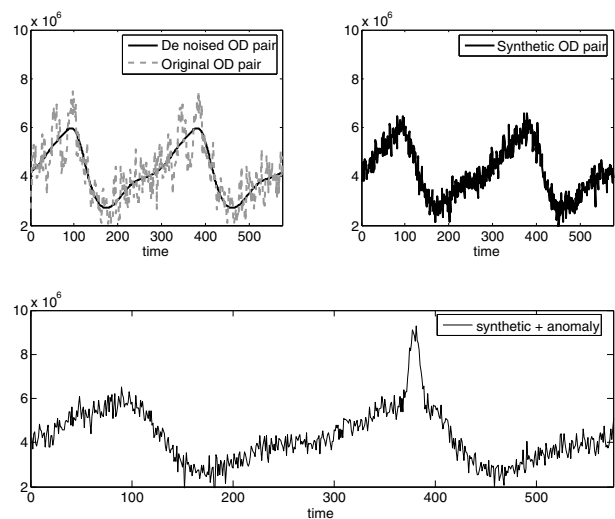 10 x 10^6
De noised OD pair
Original OD pair
8
6
4
2
0 100 200 300 400 500
time
10 x 10^6
Synthetic OD pair
8
6
4
2
0 100 200 300 400 500
time
10 x 10^6
synthetic + anomaly
8
6
4
2
0 100 200 300 400 500
time